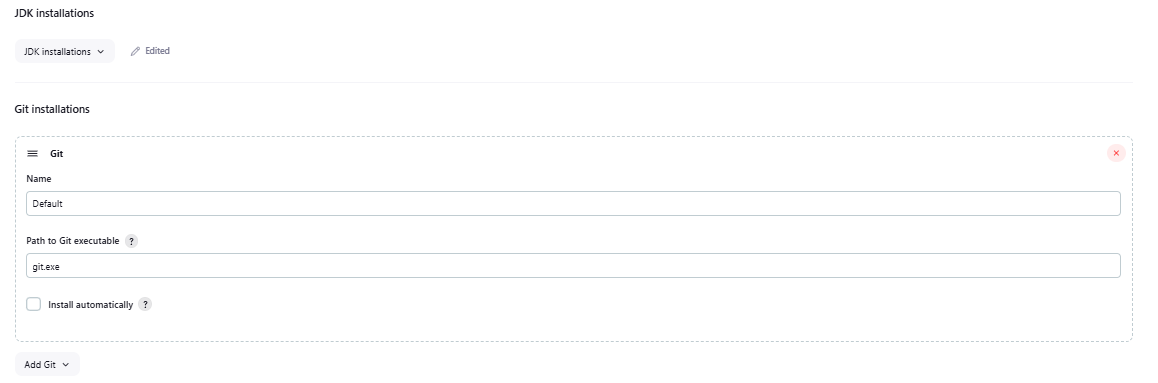 JDK installations
JDK installations
Edited
Git installations
Git
Name
Default
Path to Git executable ?
git.exe
Install automatically ?
Add Git